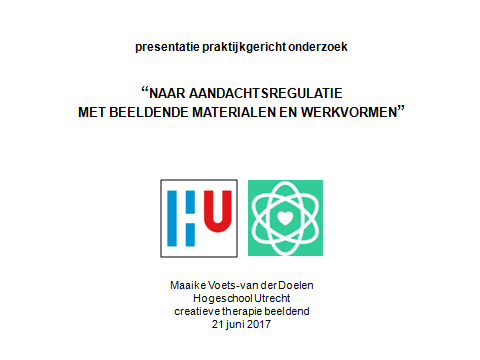 presentatie praktijkgericht onderzoek
“NAAR AANDACHTSREGULATIE
MET BEELDENDE MATERIALEN EN WERKVORMEN”
HU
Maaike Voets-van der Doelen
Hogeschool Utrecht
creatieve therapie beeldend
21 juni 2017